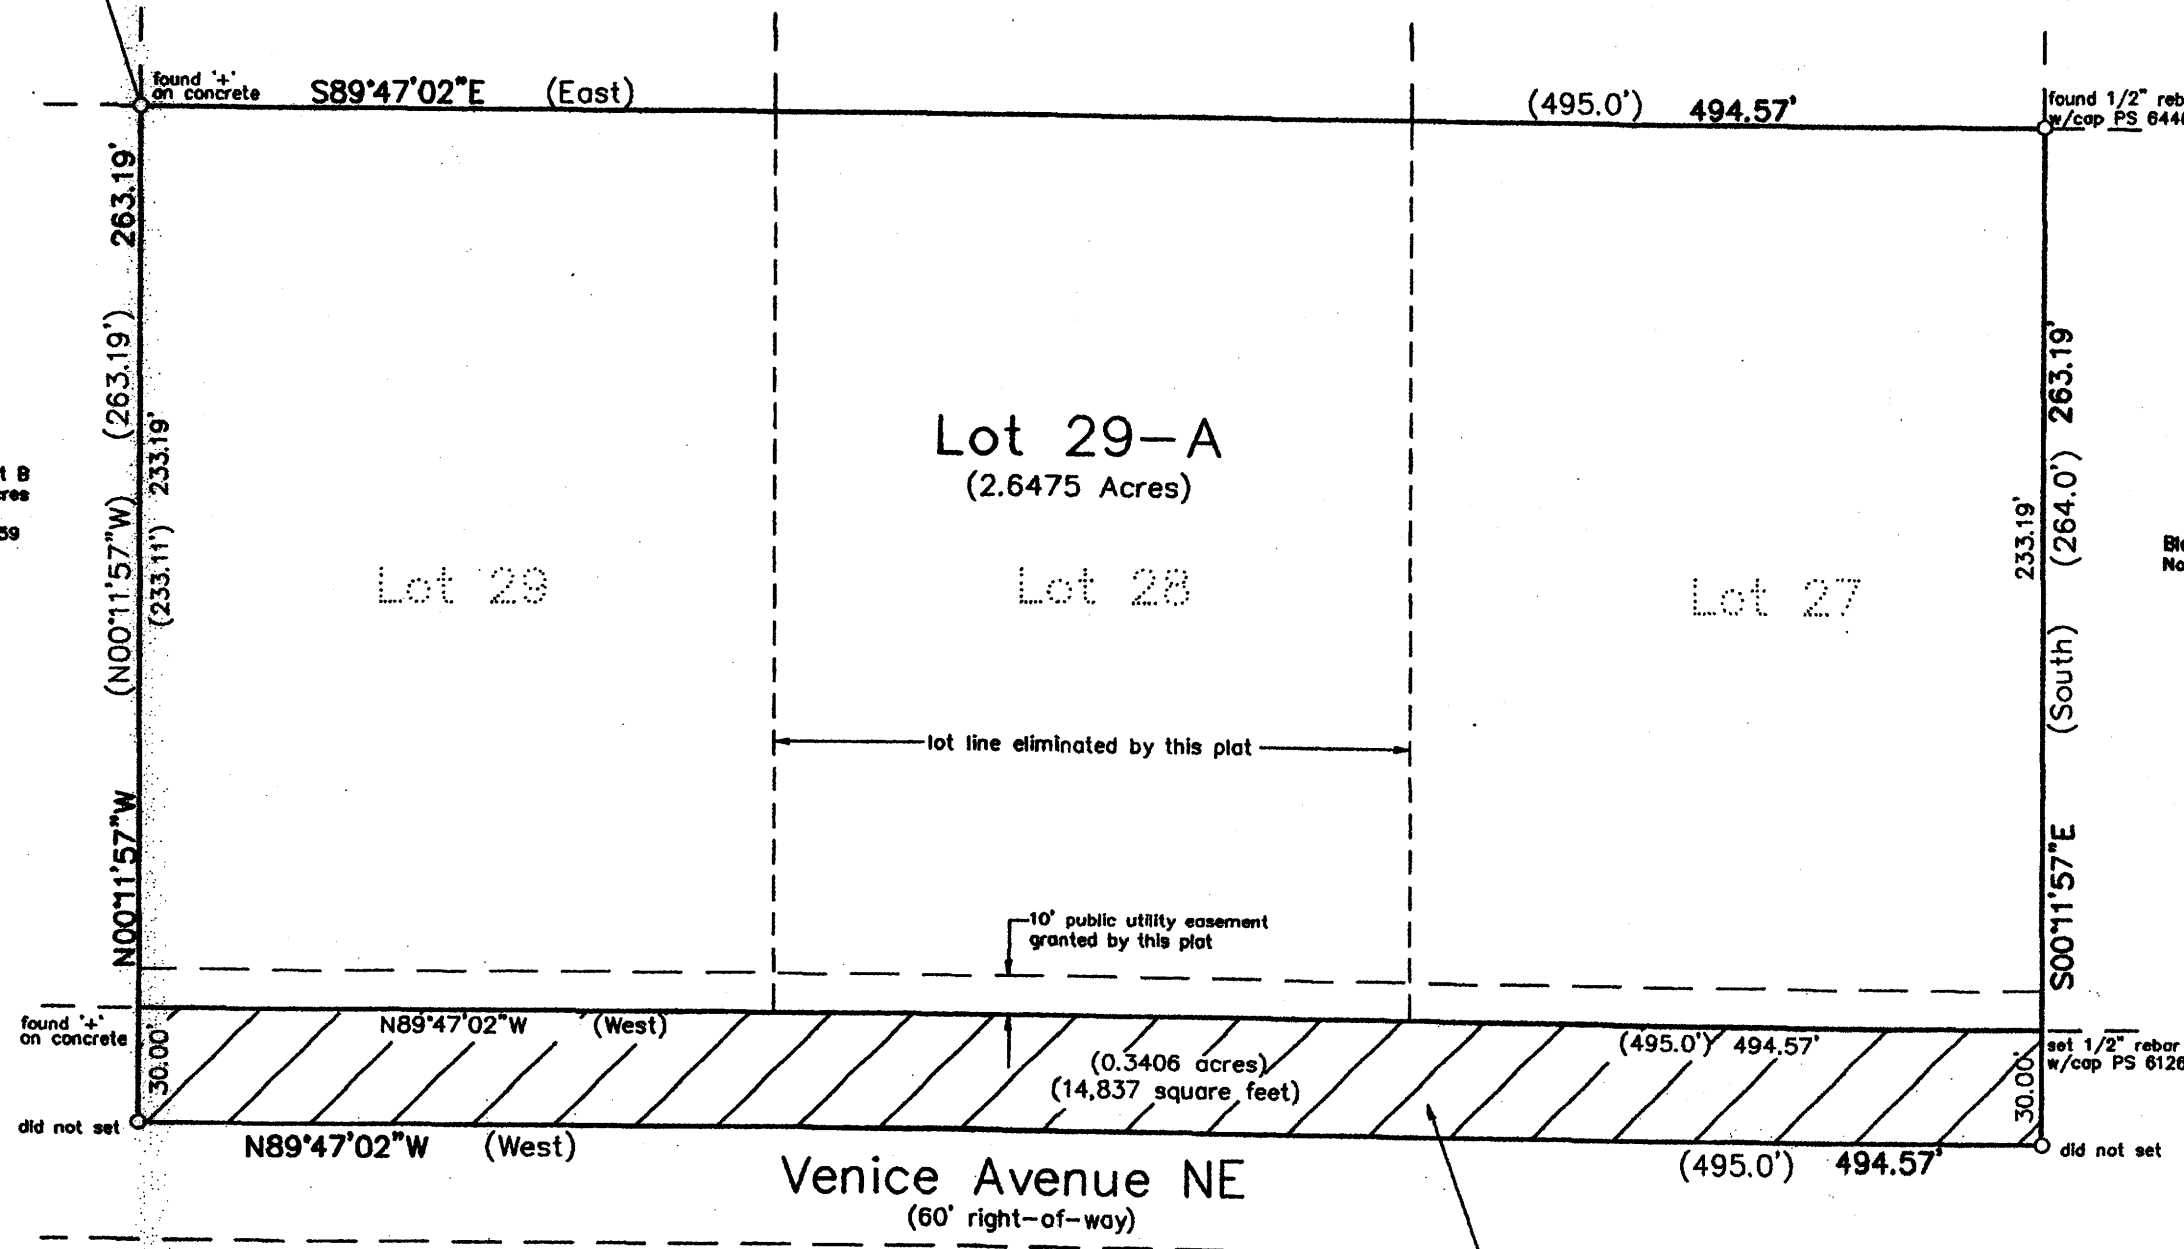 found '+'
on concrete
S89°47'02"E (East)
(495.0') 494.57'
found 1/2" reb
w/cap PS 644
263.19'
(263.19')
(N00°11'57"W)
N00°11'57"W
233.19'
(233.11')
t B
cres
59
Lot 29-A
(2.6475 Acres)
Lot 29
Lot 28
Lot 27
263.19'
(264.0')
(South)
S00°11'57"E
233.19'
Blo
No
lot line eliminated by this plat
10' public utility easement
granted by this plat
found '+'
on concrete
N89°47'02"W (West)
(495.0') 494.57'
set 1/2" rebar
w/cap PS 6126
30.00'
(0.3406 acres)
(14,837 square feet)
30.00'
did not set
N89°47'02"W (West)
(495.0') 494.57'
did not set
Venice Avenue NE
(60' right-of-way)